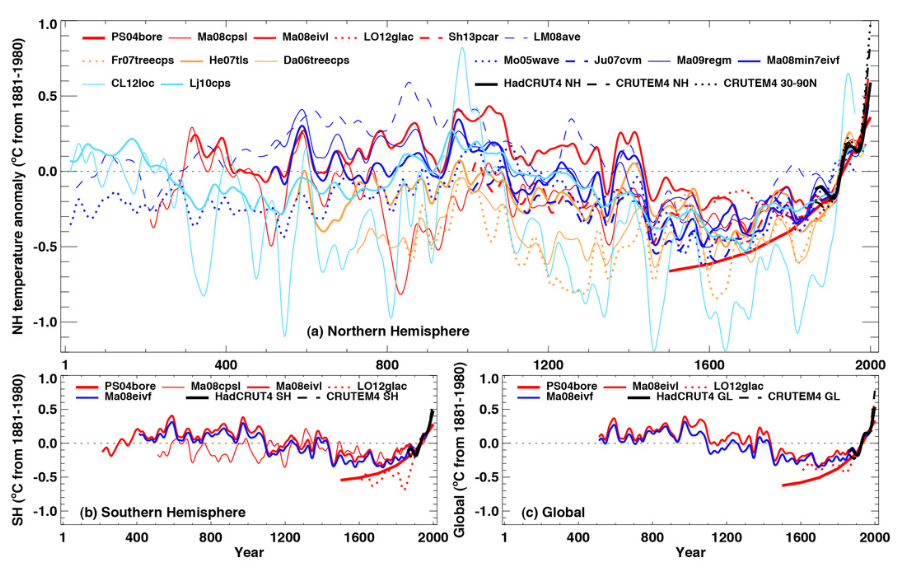 NH temperature anomaly (°C from 1881-1980)
1.0
0.5
0.0
-0.5
-1.0
PS04bore Ma08cpsl Ma08eivl LO12glac Sh13pcar LM08ave
Fr07treecps He07tls Da06treecps Mo05wave Ju07cvm Ma09regm Ma08min7eivf
CL12loc Lj10cps HadCRUT4 NH CRUTEM4 NH CRUTEM4 30-90N
(a) Northern Hemisphere
1 400 800 1200 1600 2000
SH (°C from 1881-1980)
1.0
0.5
0.0
-0.5
-1.0
PS04bore Ma08cpsl Ma08eivl LO12glac
Ma08eivf HadCRUT4 SH CRUTEM4 SH
(b) Southern Hemisphere
1 400 800 1200 1600 2000
Year
Global (°C from 1881-1980)
1.0
0.5
0.0
-0.5
-1.0
PS04bore Ma08eivl LO12glac
Ma08eivf HadCRUT4 GL CRUTEM4 GL
(c) Global
1 400 800 1200 1600 2000
Year